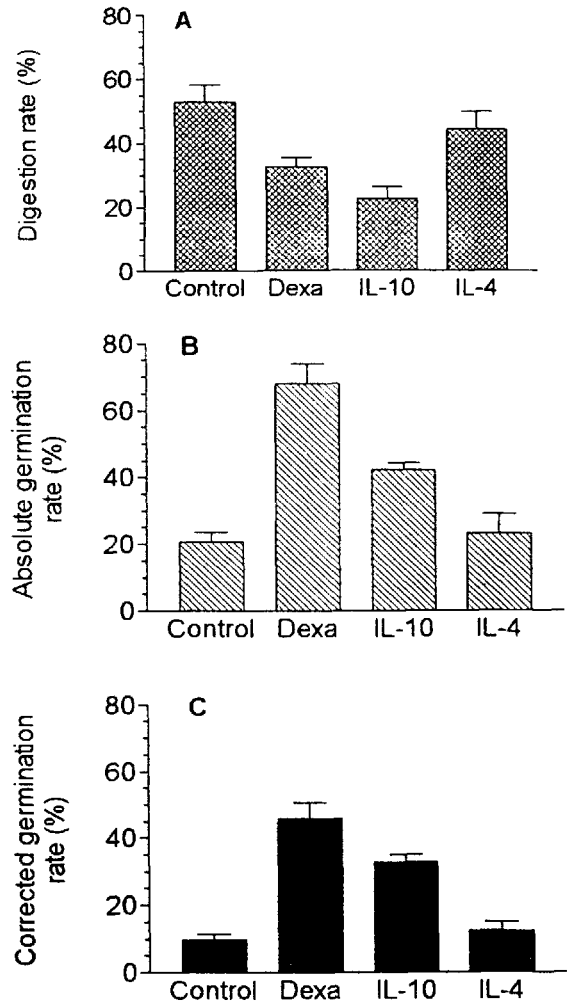 A
Digestion rate (%)
80
60
40
20
0
Control Dexa IL-10 IL-4
B
Absolute germination
rate (%)
80
60
40
20
0
Control Dexa IL-10 IL-4
C
Corrected germination
rate (%)
80
60
40
20
0
Control Dexa IL-10 IL-4